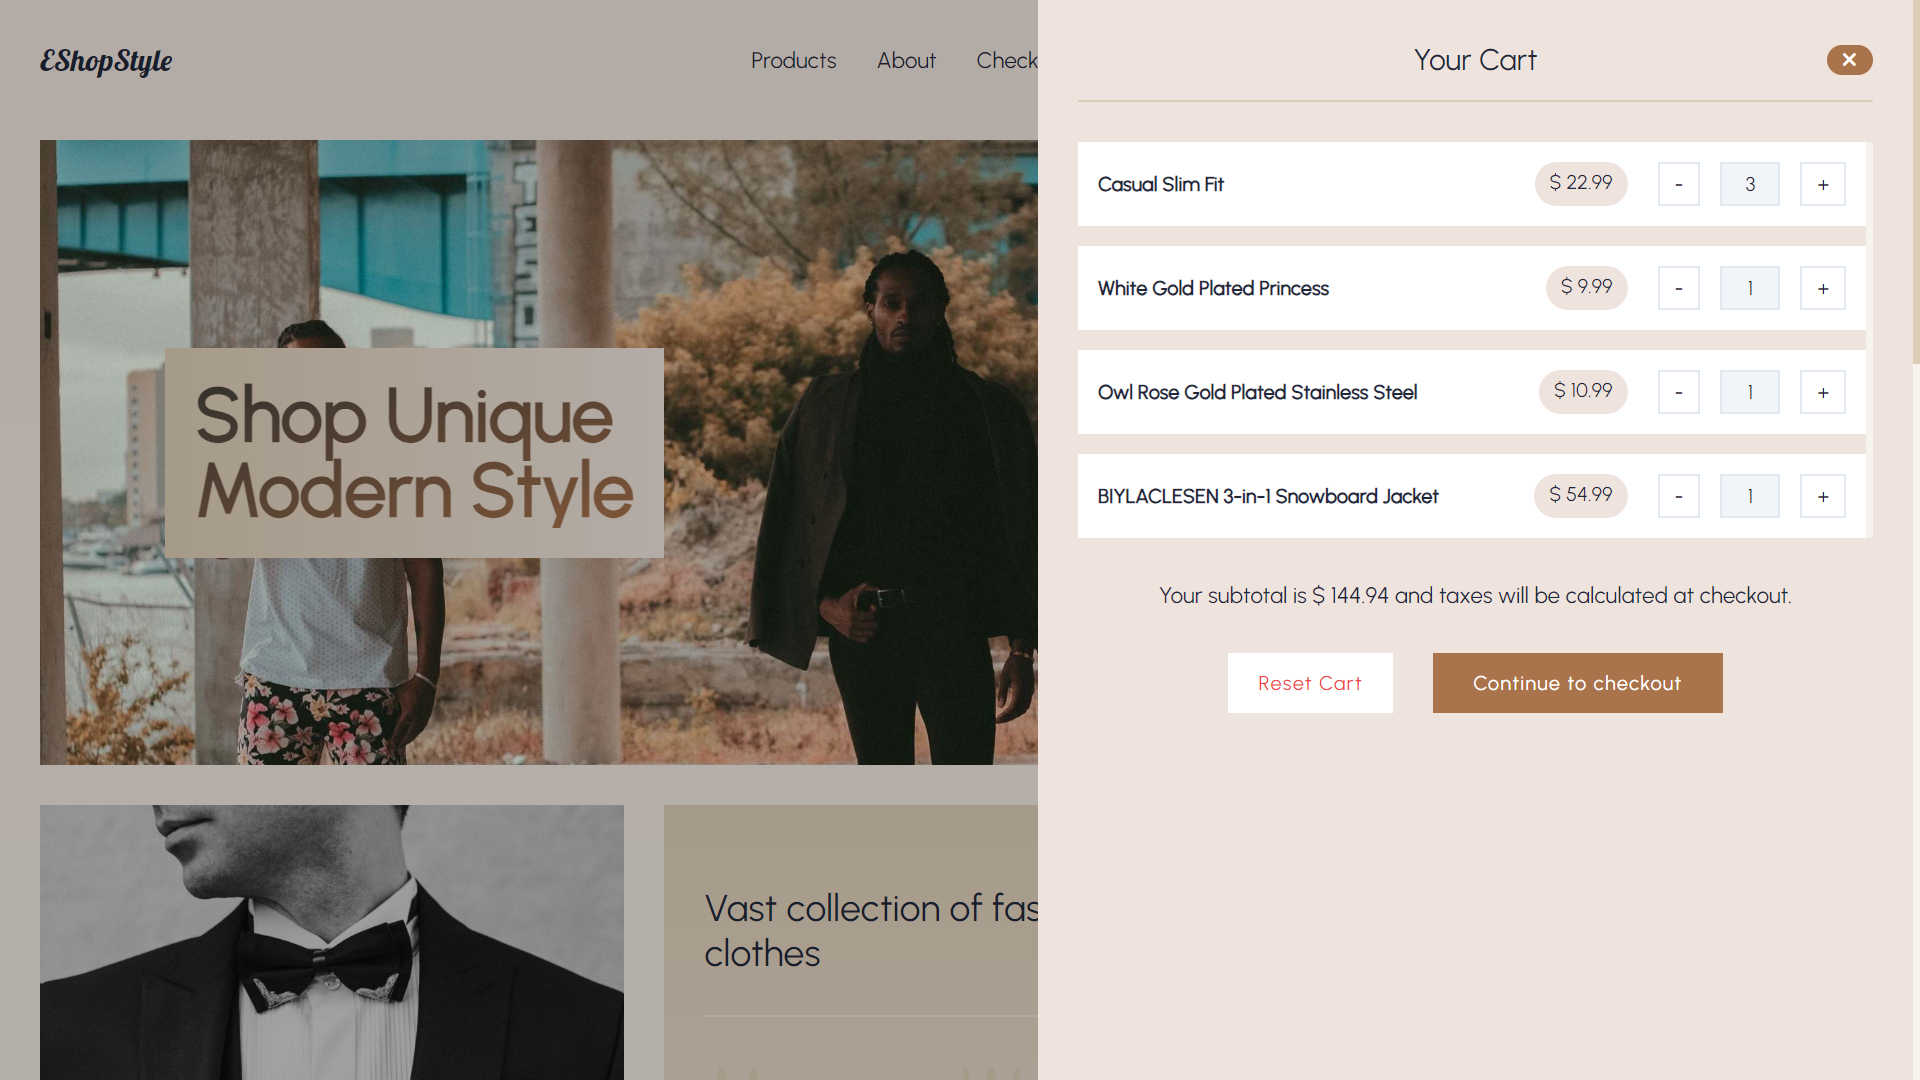 EShopStyle
Products About Check
Shop Unique
Modern Style
Vast collection of fas
clothes
Your Cart
×
Casual Slim Fit $ 22.99 - 3 +
White Gold Plated Princess $ 9.99 - 1 +
Owl Rose Gold Plated Stainless Steel $ 10.99 - 1 +
BIYLACLESEN 3-in-1 Snowboard Jacket $ 54.99 - 1 +
Your subtotal is $ 144.94 and taxes will be calculated at checkout.
Reset Cart Continue to checkout